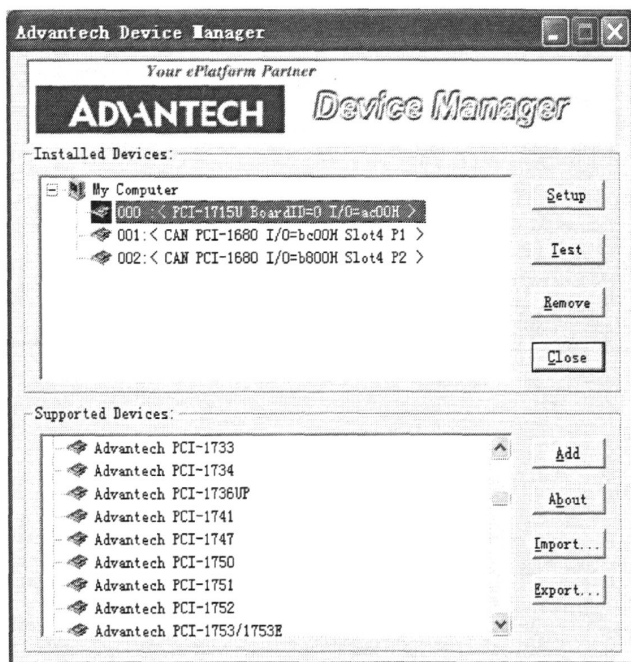 Advantech Device Manager
Your ePlatform Partner
ADVANTECH Device Manager
Installed Devices:
My Computer
000 :< PCI-1715U BoardID=0 I/O=ac00H >
001:< CAN PCI-1680 I/O=bc00H Slot4 P1 >
002:< CAN PCI-1680 I/O=b800H Slot4 P2 >
Setup
Test
Remove
Close
Supported Devices:
Advantech PCI-1733
Advantech PCI-1734
Advantech PCI-1736UP
Advantech PCI-1741
Advantech PCI-1747
Advantech PCI-1750
Advantech PCI-1751
Advantech PCI-1752
Advantech PCI-1753/1753E
Add
About
Import...
Export...